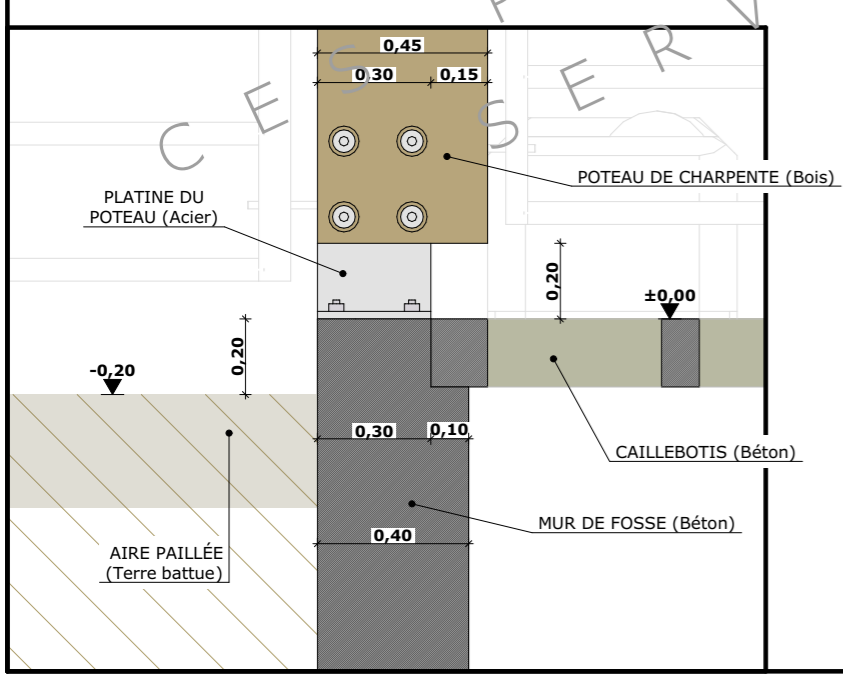 C E S
S E R V
0,45
0,30 0,15
POTEAU DE CHARPENTE (Bois)
PLATINE DU
POTEAU (Acier)
0,20
±0,00
0,20
-0,20
0,30 0,10
CAILLEBOTIS (Béton)
MUR DE FOSSE (Béton)
0,40
AIRE PAILLÉE
(Terre battue)